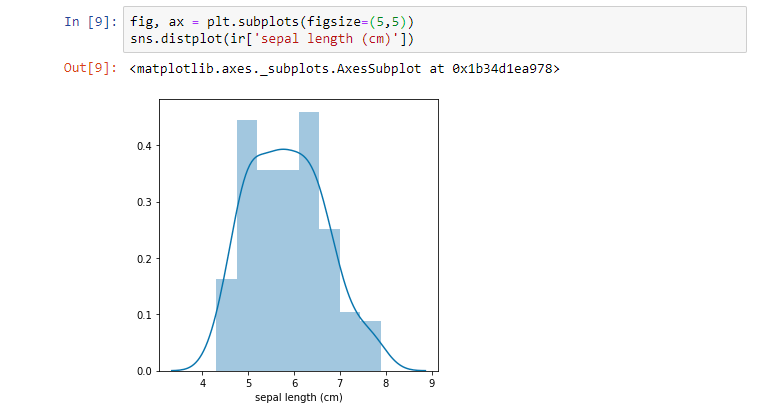 In [9]: fig, ax = plt.subplots(figsize=(5,5))
sns.distplot(ir['sepal length (cm)'])
Out[9]: <matplotlib.axes._subplots.AxesSubplot at 0x1b34d1ea978>
0.4
0.3
0.2
0.1
0.0
4 5 6 7 8 9
sepal length (cm)